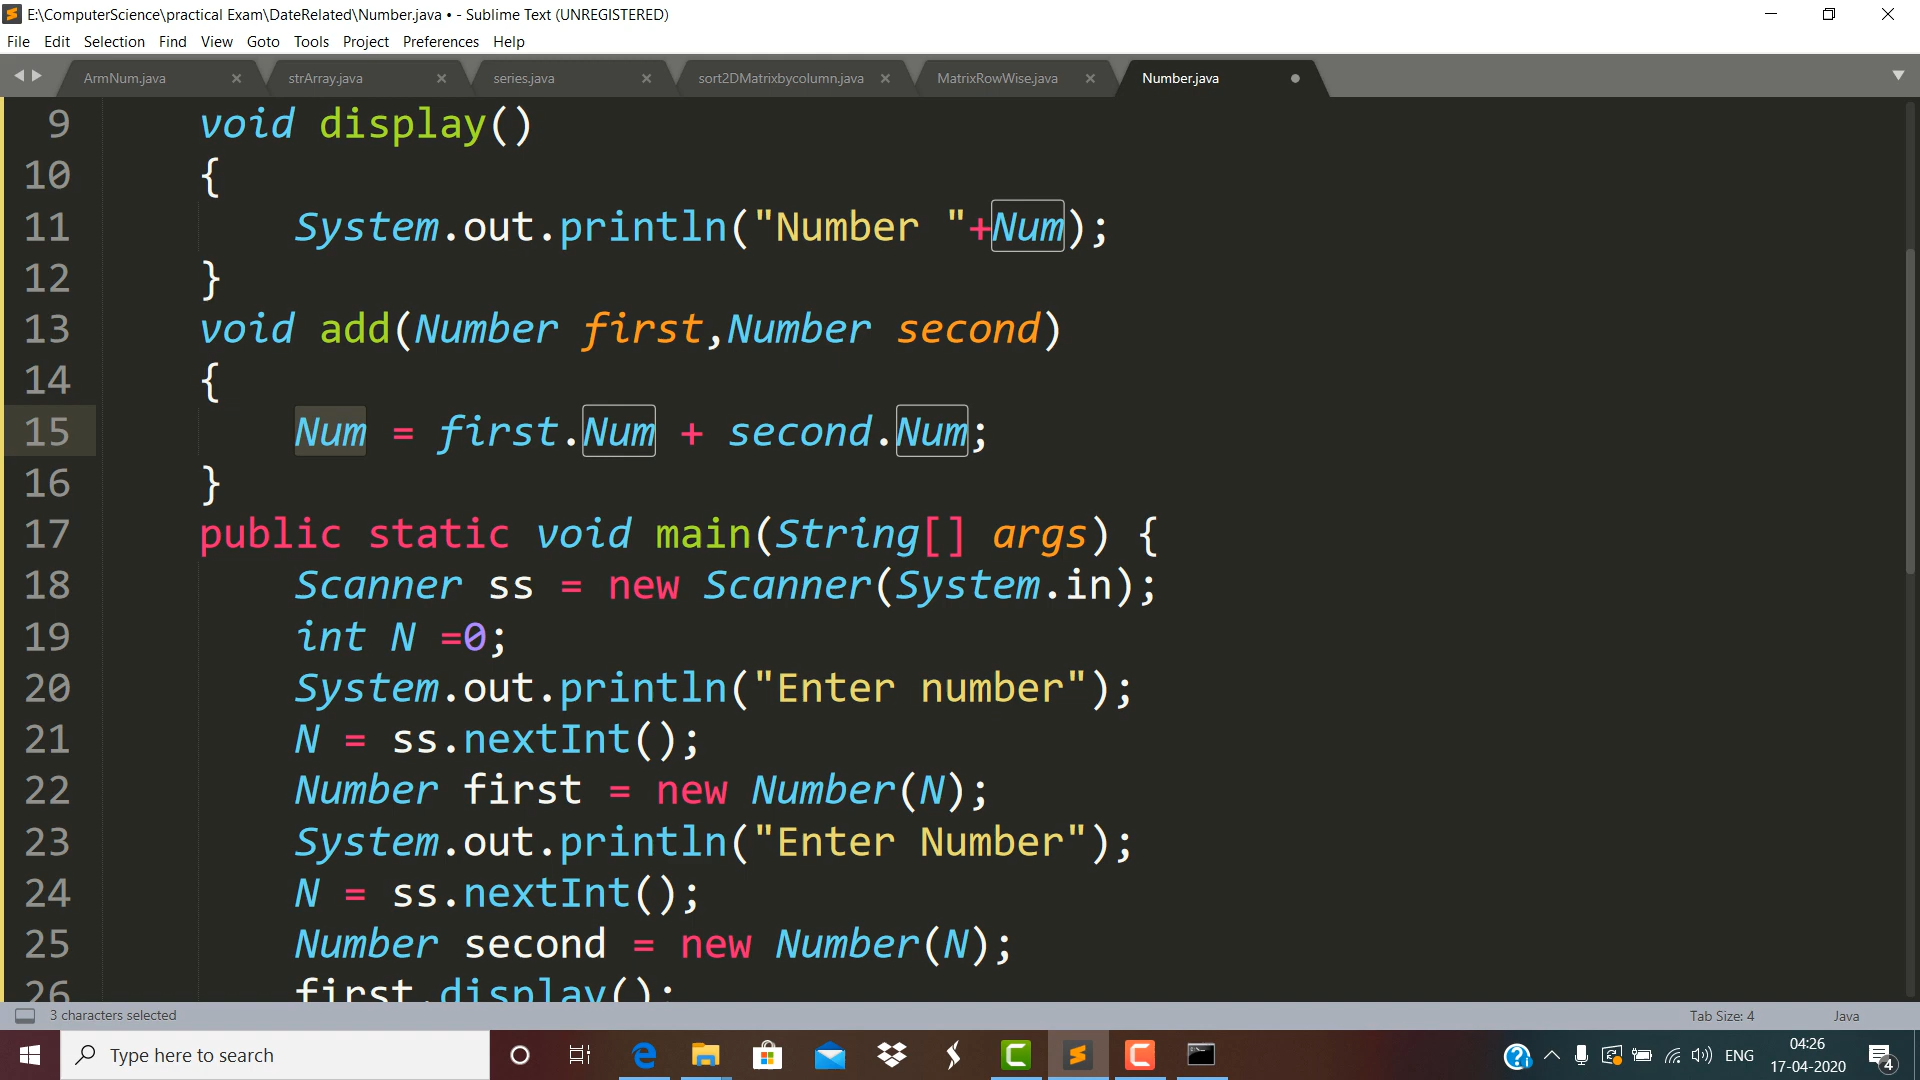 E:\ComputerScience\practical Exam\DateRelated\Number.java • - Sublime Text (UNREGISTERED)
File Edit Selection Find View Goto Tools Project Preferences Help
ArmNum.java strArray.java series.java sort2DMatrixbycolumn.java MatrixRowWise.java Number.java
9 void display()
10 {
11 System.out.println("Number "+Num);
12 }
13 void add(Number first,Number second)
14 {
15 Num = first.Num + second.Num;
16 }
17 public static void main(String[] args) {
18 Scanner ss = new Scanner(System.in);
19 int N =0;
20 System.out.println("Enter number");
21 N = ss.nextInt();
22 Number first = new Number(N);
23 System.out.println("Enter Number");
24 N = ss.nextInt();
25 Number second = new Number(N);
26 first.display();
3 characters selected Tab Size: 4 Java
Type here to search ENG 04:26
17-04-2020 4